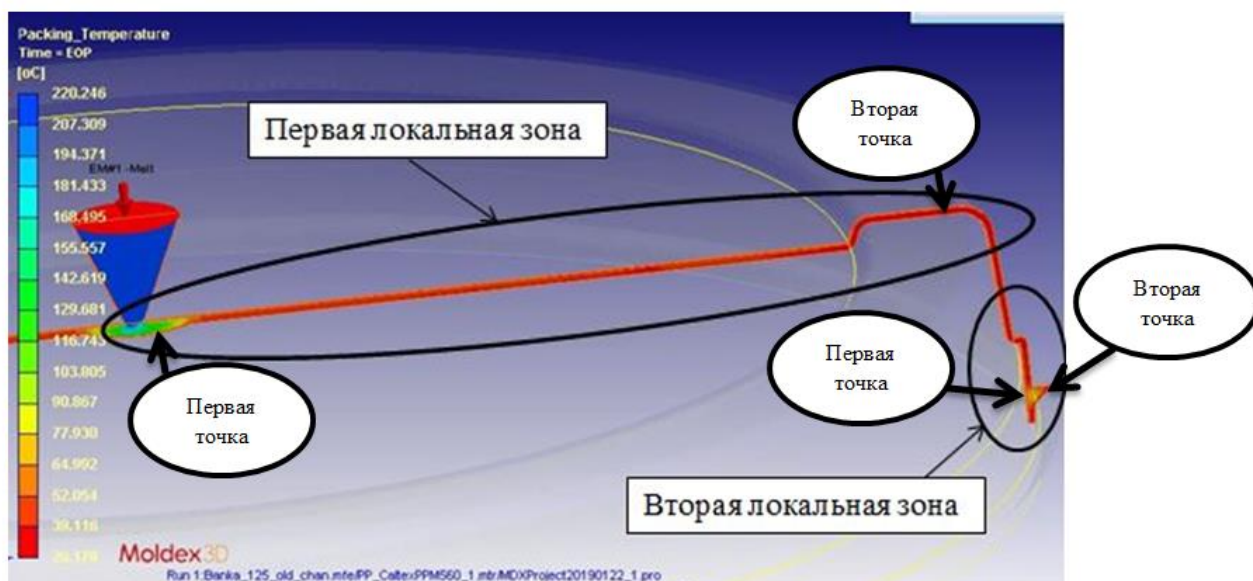 Packing_Temperature
Time = EOP
[oC]
220.246
207.309
194.371
181.433
168.495
155.557
142.619
129.681
116.743
103.805
90.867
77.930
64.992
52.054
39.116
EM#1 -Melt
Первая локальная зона
Вторая
точка
Вторая
точка
Первая
точка
Первая
точка
Вторая локальная зона
Moldex3D
Run 1:Banka_125_old_chan.mfe/PP_CaltexPPM560_1.mtr/MDXProject20190122_1.pro